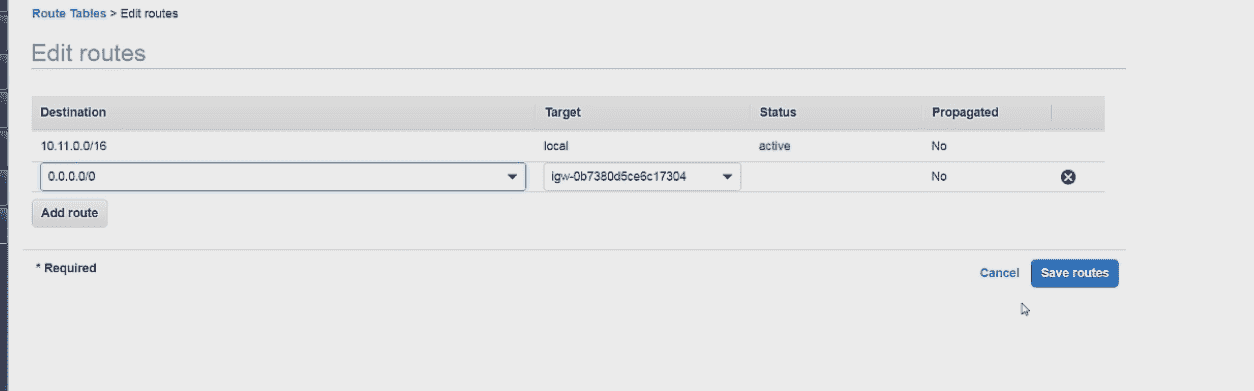 Route Tables > Edit routes
Edit routes
Destination Target Status Propagated
10.11.0.0/16 local active No
0.0.0.0/0 igw-0b7380d5ce6c17304 No
Add route
* Required
Cancel Save routes